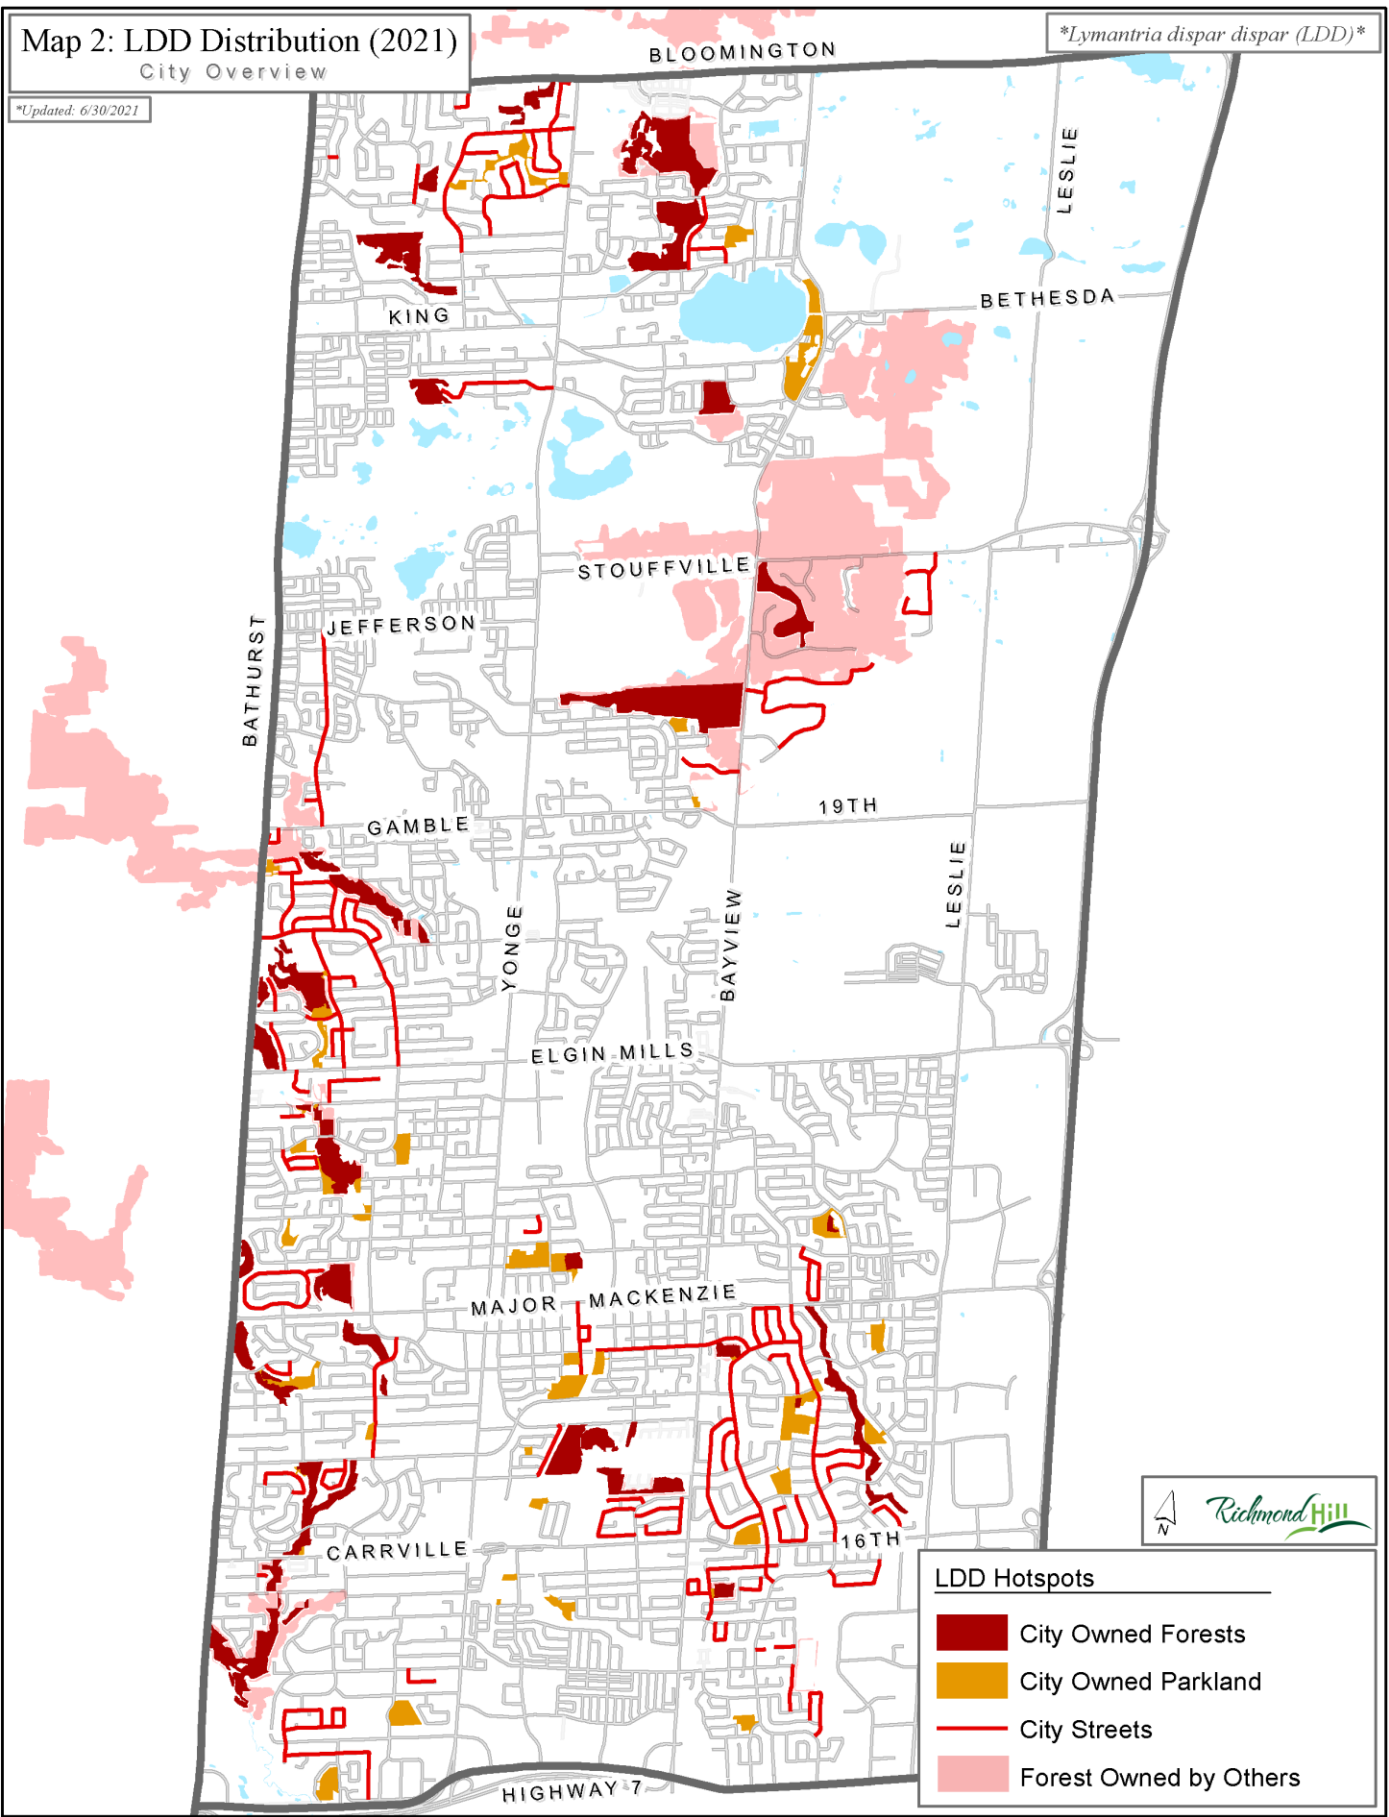 Map 2: LDD Distribution (2021)
City Overview
*Lymantria dispar dispar (LDD)*
*Updated: 6/30/2021
BLOOMINGTON
LESLIE
BETHESDA
KING
STOUFFVILLE
JEFFERSON
BATHURST
19TH
GAMBLE
LESLIE
YONGE
BAYVIEW
ELGIN MILLS
MAJOR MACKENZIE
16TH
CARRVILLE
HIGHWAY 7
N
Richmond Hill
LDD Hotspots
City Owned Forests
City Owned Parkland
City Streets
Forest Owned by Others